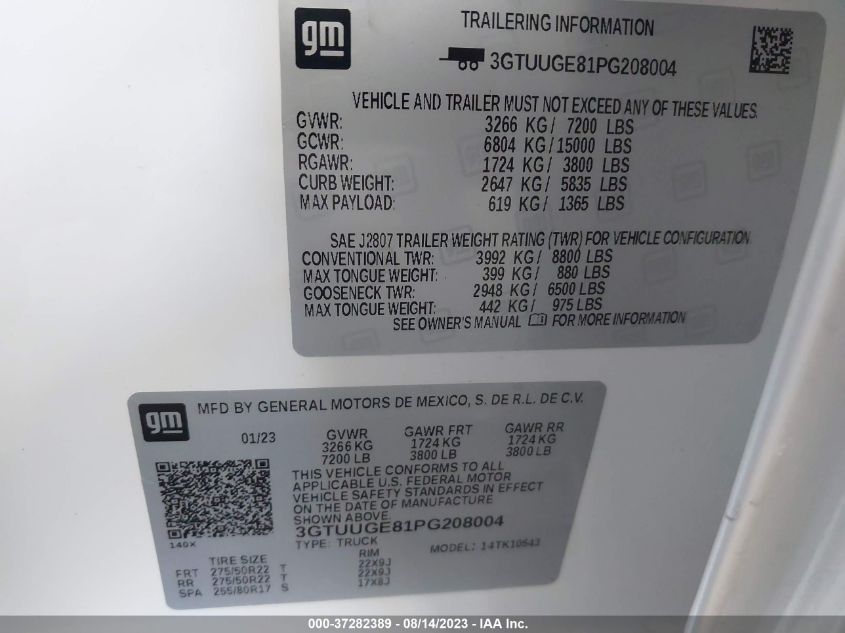 gm
TRAILERING INFORMATION
3GTUUGE81PG208004
VEHICLE AND TRAILER MUST NOT EXCEED ANY OF THESE VALUES.
GVWR: 3266 KG/ 7200 LBS
GCWR: 6804 KG/15000 LBS
RGAWR: 1724 KG/ 3800 LBS
CURB WEIGHT: 2647 KG/ 5835 LBS
MAX PAYLOAD: 619 KG/ 1365 LBS
SAE J2807 TRAILER WEIGHT RATING (TWR) FOR VEHICLE CONFIGURATION.
CONVENTIONAL TWR: 3992 KG/ 8800 LBS
MAX TONGUE WEIGHT: 399 KG/ 880 LBS
GOOSENECK TWR: 2948 KG/ 6500 LBS
MAX TONGUE WEIGHT: 442 KG/ 975 LBS
SEE OWNER'S MANUAL FOR MORE INFORMATION
gm
MFD BY GENERAL MOTORS DE MEXICO, S. DE R.L. DE C.V.
01/23 GVWR GAWR FRT GAWR RR
3266 KG 1724 KG 1724 KG
7200 LB 3800 LB 3800 LB
THIS VEHICLE CONFORMS TO ALL
APPLICABLE U.S. FEDERAL MOTOR
VEHICLE SAFETY STANDARDS IN EFFECT
ON THE DATE OF MANUFACTURE
SHOWN ABOVE.
3GTUUGE81PG208004
140X TYPE: TRUCK MODEL: 14TK10543
TIRE SIZE RIM
FRT 275/50R22 T 22X9J
RR 275/50R22 T 22X9J
SPA 255/80R17 S 17X8J
000-37282389 - 08/14/2023 - IAA Inc.